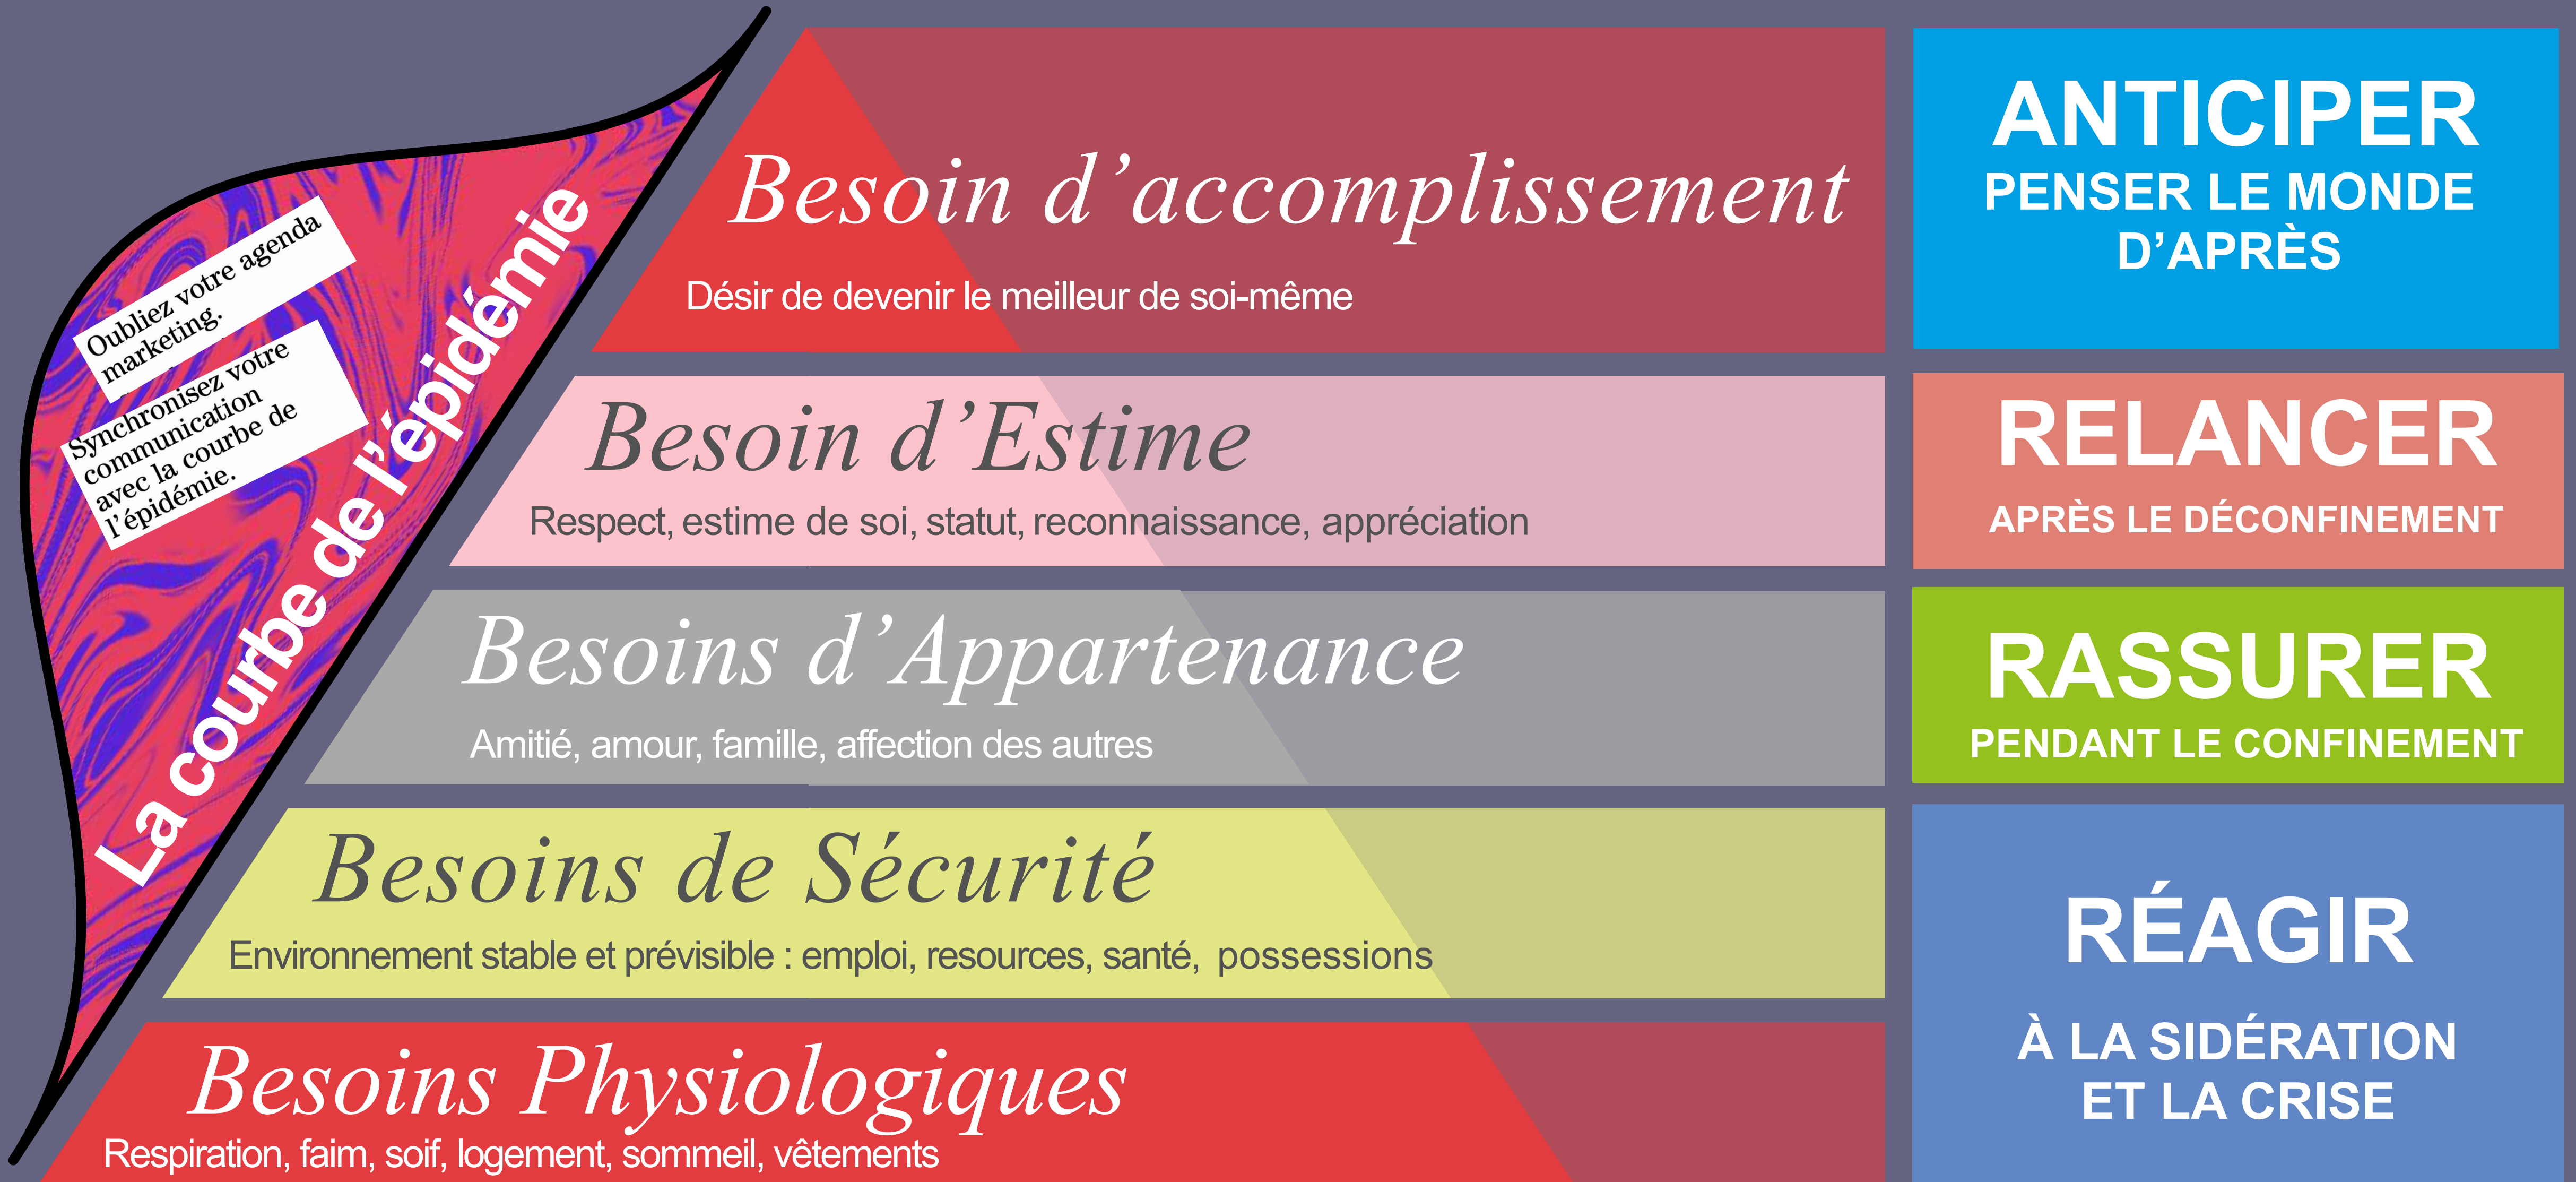 Oubliez votre agenda
marketing.
Synchronisez votre
communication
avec la courbe de
l'épidémie.
La courbe de l'épidémie
Besoin d’accomplissement
Désir de devenir le meilleur de soi-même
ANTICIPER
PENSER LE MONDE
D’APRÈS
Besoin d’Estime
Respect, estime de soi, statut, reconnaissance, appréciation
RELANCER
APRÈS LE DÉCONFINEMENT
Besoins d’Appartenance
Amitié, amour, famille, affection des autres
RASSURER
PENDANT LE CONFINEMENT
Besoins de Sécurité
Environnement stable et prévisible : emploi, resources, santé, possessions
Besoins Physiologiques
Respiration, faim, soif, logement, sommeil, vêtements
RÉAGIR
À LA SIDÉRATION
ET LA CRISE